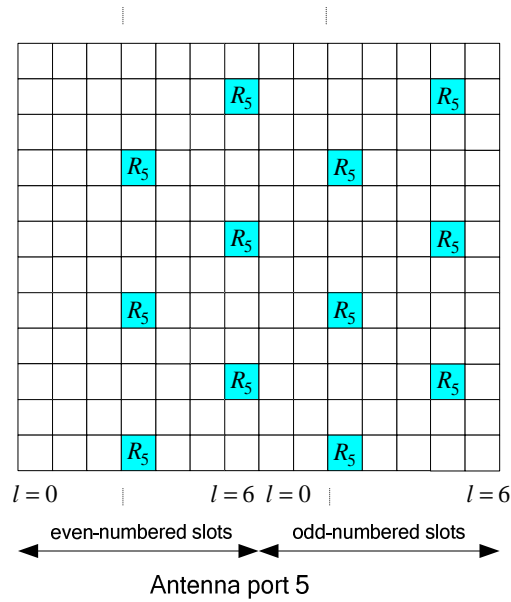 R₅ R₅
R₅ R₅
R₅ R₅
R₅ R₅
R₅ R₅
R₅ R₅
l = 0 l = 6 l = 0 l = 6
even-numbered slots odd-numbered slots
Antenna port 5